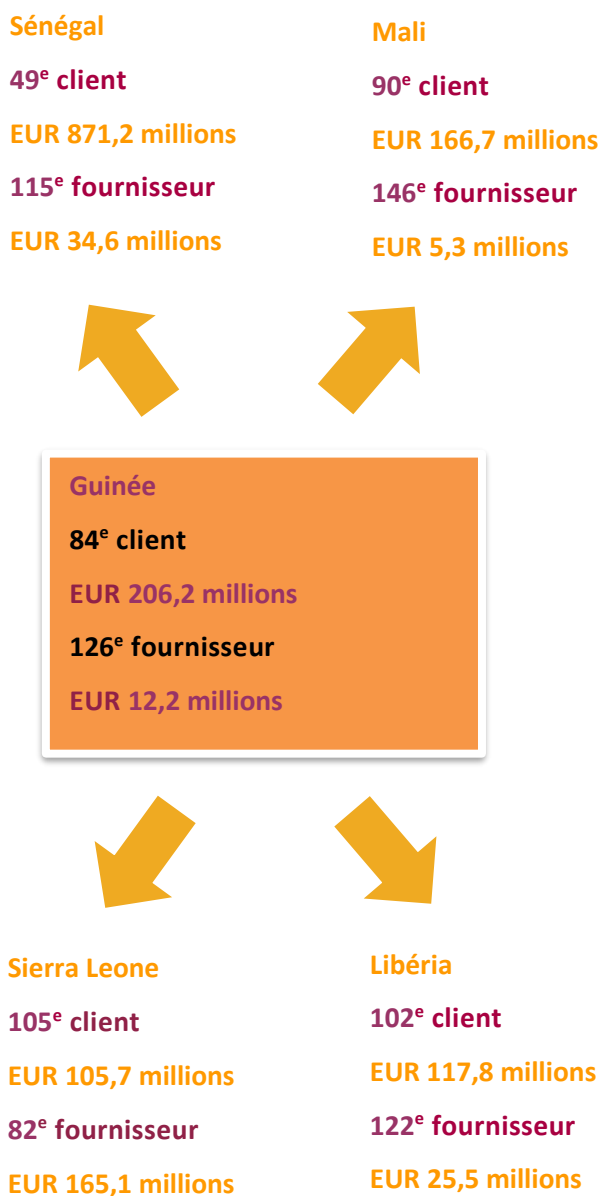 Sénégal
49e client
EUR 871,2 millions
115e fournisseur
EUR 34,6 millions
Mali
90e client
EUR 166,7 millions
146e fournisseur
EUR 5,3 millions
Guinée
84e client
EUR 206,2 millions
126e fournisseur
EUR 12,2 millions
Sierra Leone
105e client
EUR 105,7 millions
82e fournisseur
EUR 165,1 millions
Libéria
102e client
EUR 117,8 millions
122e fournisseur
EUR 25,5 millions